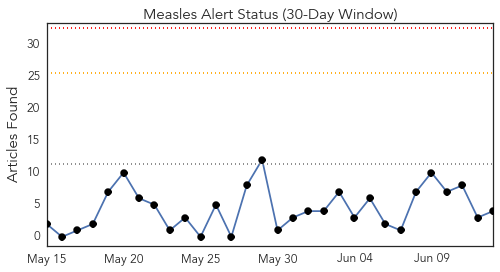 Measles Alert Status (30-Day Window)
Articles Found
30
25
20
15
10
5
0
May 15 May 20 May 25 May 30 Jun 04 Jun 09